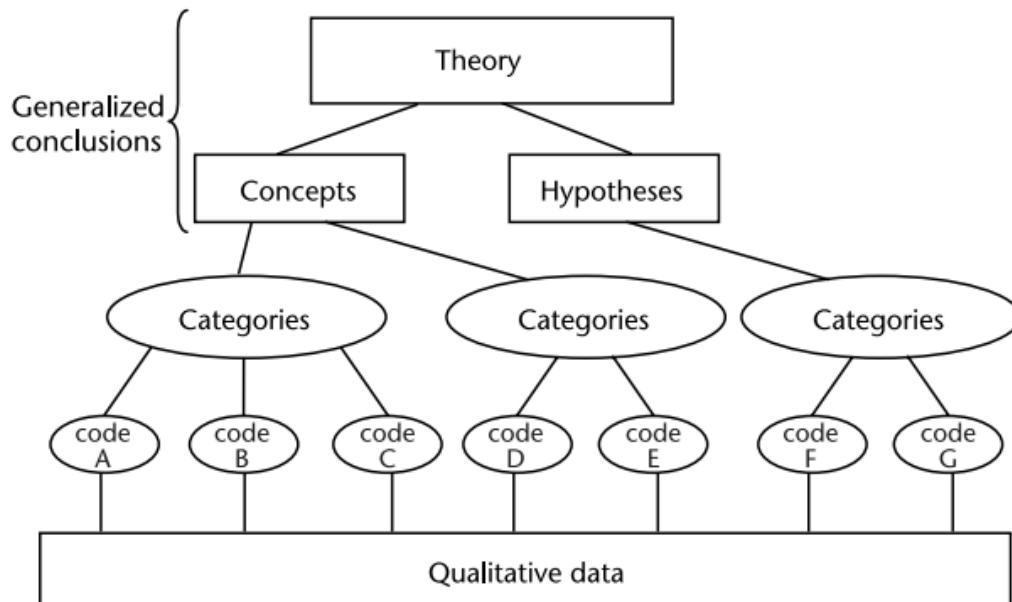 Theory
Generalized
conclusions
Concepts
Hypotheses
Categories
Categories
Categories
code
A
code
B
code
C
code
D
code
E
code
F
code
G
Qualitative data